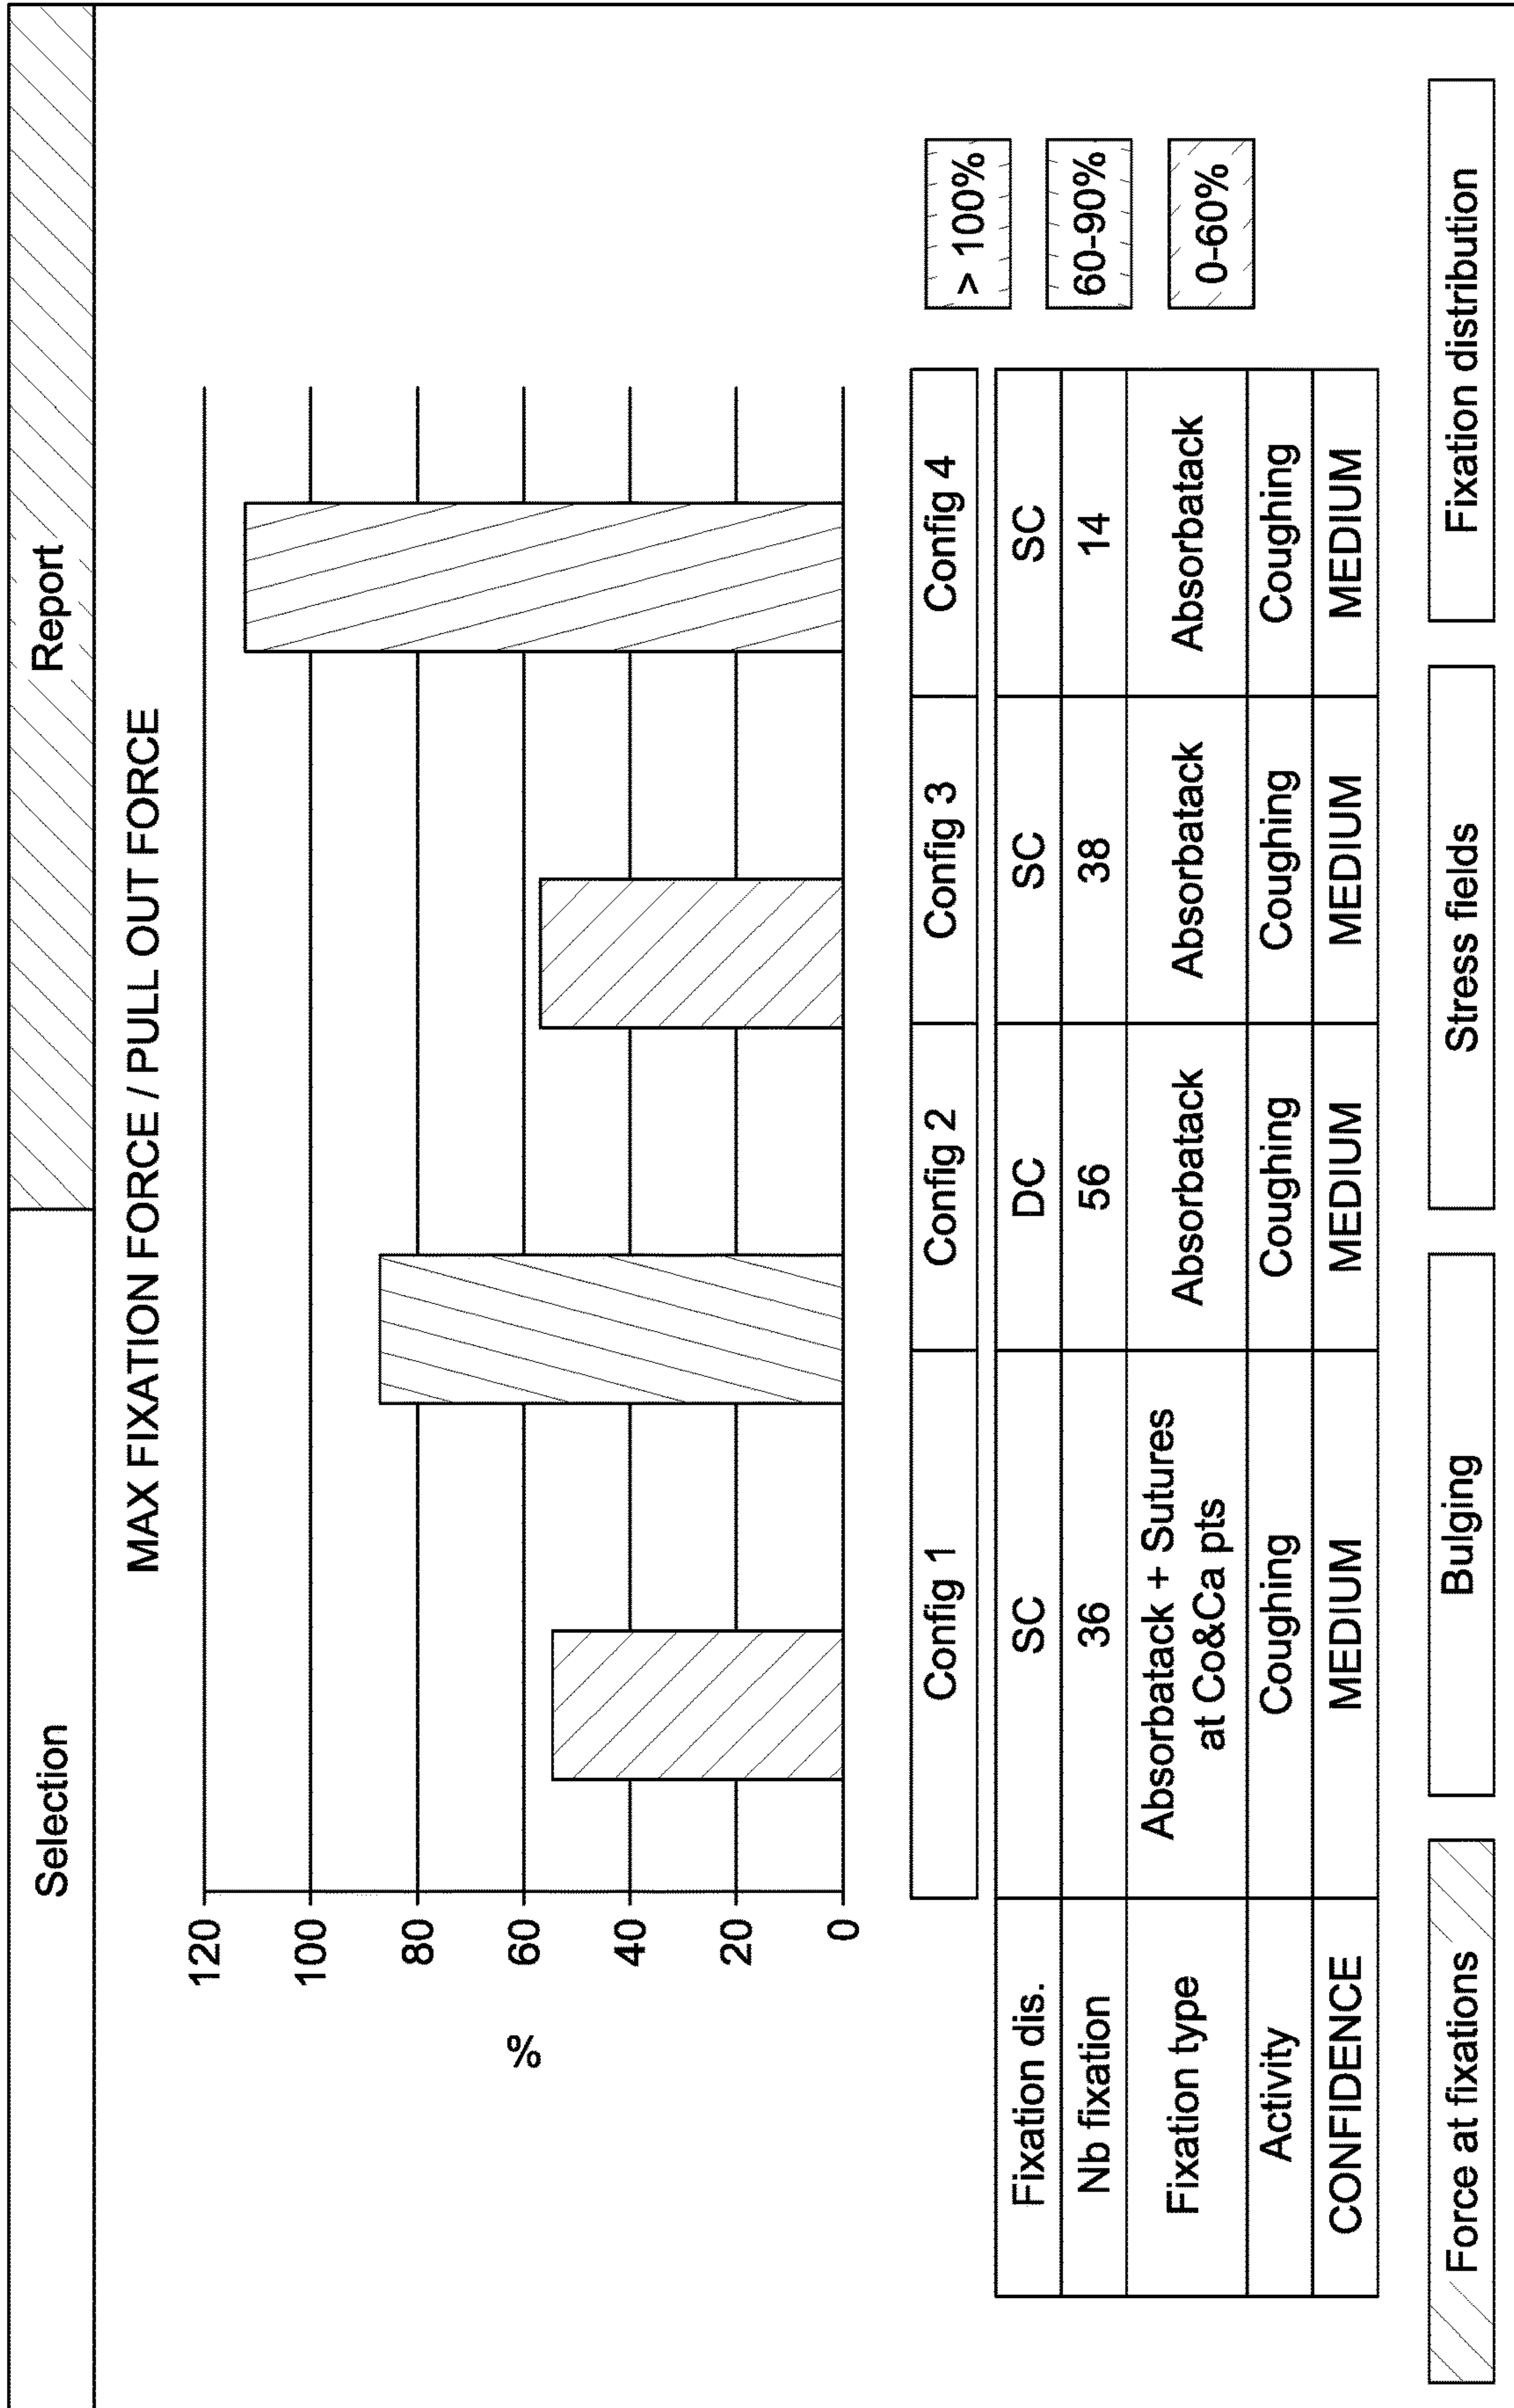 Selection
Report
MAX FIXATION FORCE / PULL OUT FORCE
%
120
100
80
60
40
20
0
Config 1
Config 2
Config 3
Config 4
Fixation dis.
SC
DC
SC
SC
Nb fixation
36
56
38
14
Fixation type
Absorbatack + Sutures
at Co&Ca pts
Absorbatack
Absorbatack
Absorbatack
Activity
Coughing
Coughing
Coughing
Coughing
CONFIDENCE
MEDIUM
MEDIUM
MEDIUM
MEDIUM
> 100%
60-90%
0-60%
Force at fixations
Bulging
Stress fields
Fixation distribution